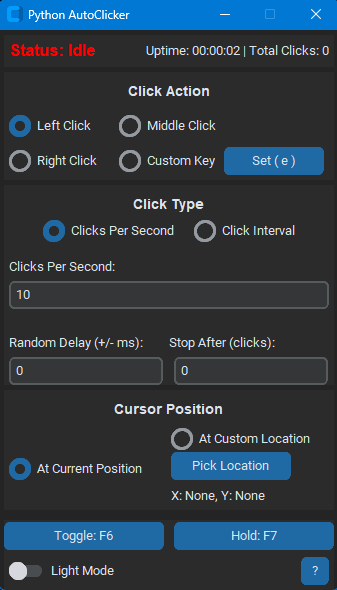 Python AutoClicker
Status: Idle Uptime: 00:00:02 | Total Clicks: 0
Click Action
Left Click Middle Click
Right Click Custom Key Set ( e )
Click Type
Clicks Per Second Click Interval
Clicks Per Second:
10
Random Delay (+/- ms): Stop After (clicks):
0 0
Cursor Position
At Custom Location
At Current Position Pick Location
X: None, Y: None
Toggle: F6 Hold: F7
Light Mode ?